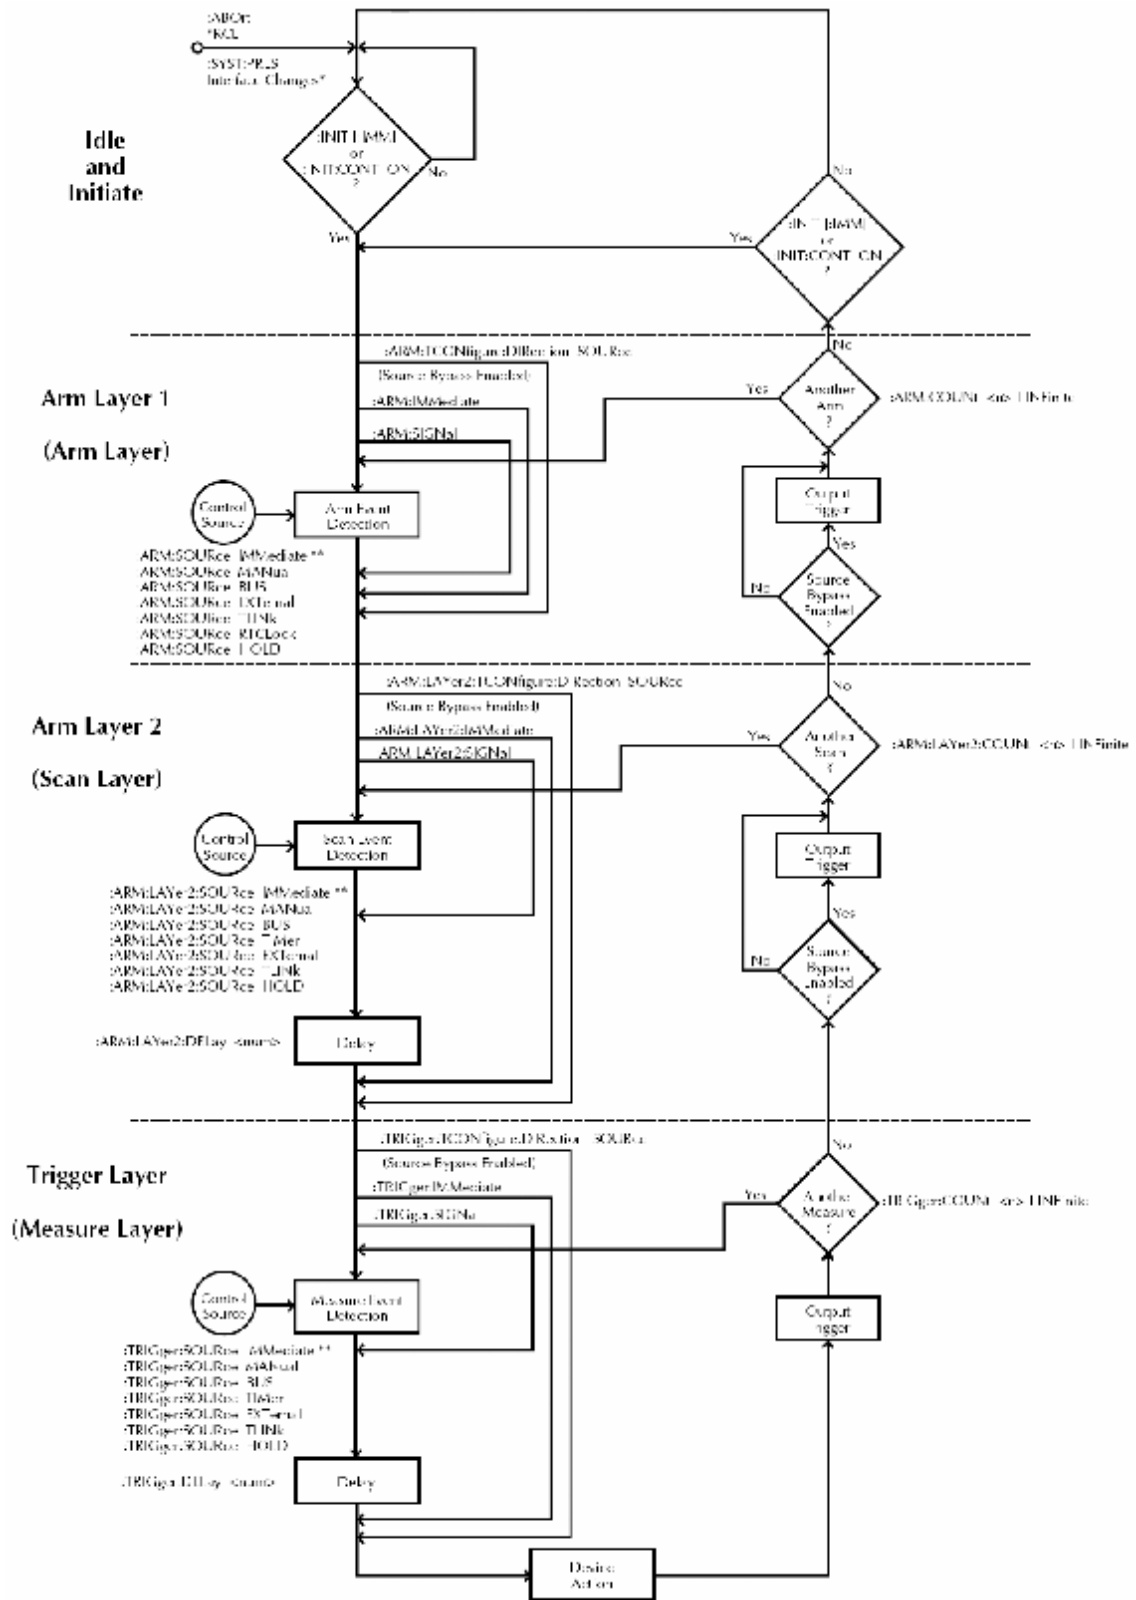 :ABORt
*RCL
:SYST:PRES
Interface Changes*
Idle
and
Initiate
:INIT[:IMM]
or
:INIT:CONT ON
?
No
Yes
No
:INIT[:IMM]
or
INIT:CONT ON
?
Yes
No
:ARM:TCONfigure:DIRection SOURce
(Source Bypass Enabled)
Arm Layer 1
(Arm Layer)
:ARM:IMMediate
:ARM:SIGNal
Yes
Another
Arm
?
:ARM:COUNt <n> | INFinite
Control
Source
Arm Event
Detection
Output
Trigger
Yes
ARM:SOURce IMMediate **
ARM:SOURce MANual
ARM:SOURce BUS
ARM:SOURce EXTernal
ARM:SOURce TLINk
ARM:SOURce RTCLock
ARM:SOURce HOLD
No
Source
Bypass
Enabled
?
No
:ARM:LAYer2:TCONfigure:DIRection SOURce
(Source Bypass Enabled)
Arm Layer 2
(Scan Layer)
:ARM:LAYer2:IMMediate
ARM:LAYer2:SIGNal
Yes
Another
Scan
?
:ARM:LAYer2:COUNt <n> | INFinite
Control
Source
Scan Event
Detection
Output
Trigger
Yes
:ARM:LAYer2:SOURce IMMediate **
:ARM:LAYer2:SOURce MANual
:ARM:LAYer2:SOURce BUS
:ARM:LAYer2:SOURce TIMer
:ARM:LAYer2:SOURce EXTernal
:ARM:LAYer2:SOURce TLINk
:ARM:LAYer2:SOURce HOLD
No
Source
Bypass
Enabled
?
:ARM:LAYer2:DELay <num>
Delay
No
:TRIGger:TCONfigure:DIRection SOURce
(Source Bypass Enabled)
Trigger Layer
(Measure Layer)
:TRIGger:IMMediate
:TRIGger:SIGNal
Yes
Another
Measure
?
:TRIGger:COUNt <n> | INFinite
Control
Source
Measure Event
Detection
Output
Trigger
:TRIGger:SOURce IMMediate **
:TRIGger:SOURce MANual
:TRIGger:SOURce BUS
:TRIGger:SOURce TIMer
:TRIGger:SOURce EXTernal
:TRIGger:SOURce TLINk
:TRIGger:SOURce HOLD
:TRIGger:DELay <num>
Delay
Device
Action